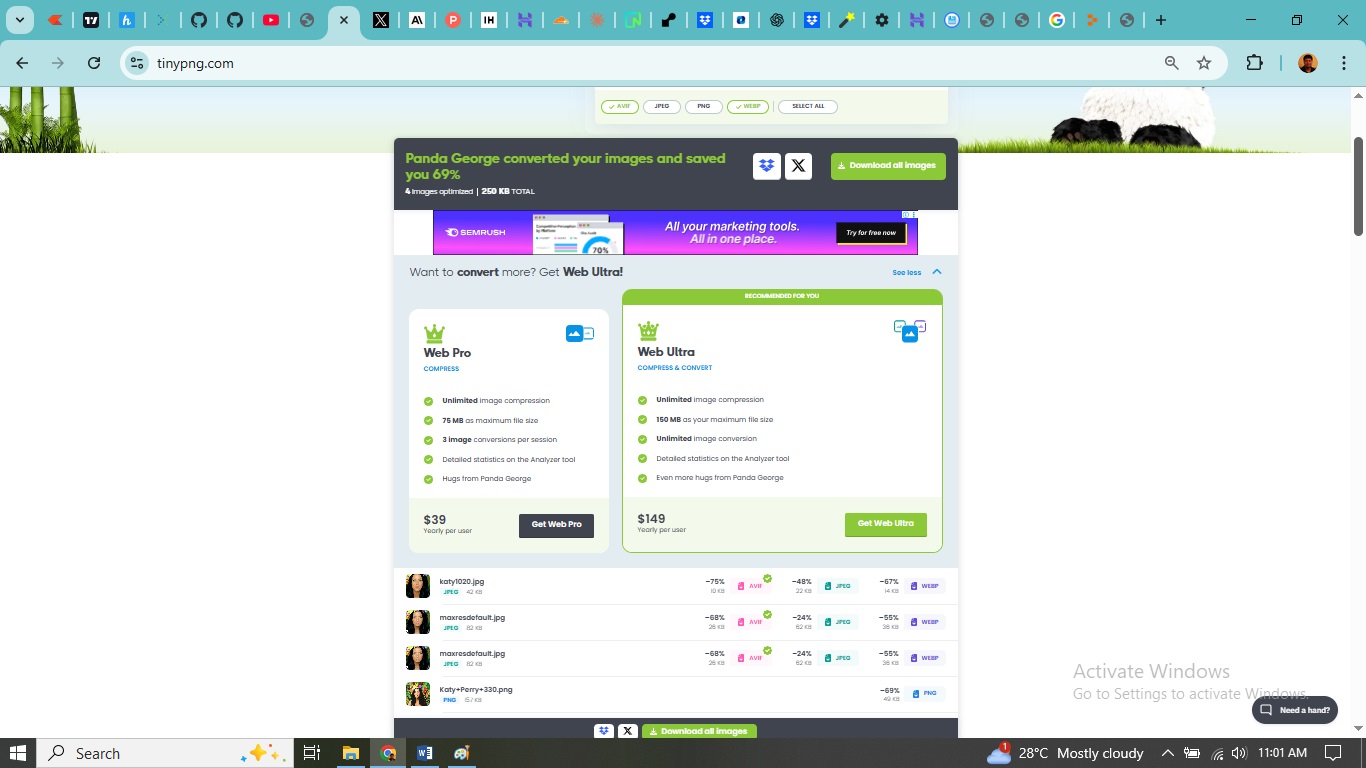 tinypng.com
AVIF JPEG PNG WEBP SELECT ALL
Panda George converted your images and saved
you 69%
4 images optimized | 250 KB TOTAL
Download all images
SEMRUSH
All your marketing tools.
All in one place.
70%
Try for free now
Want to convert more? Get Web Ultra!
See less
Web Pro
COMPRESS
Unlimited image compression
75 MB as maximum file size
3 image conversions per session
Detailed statistics on the Analyzer tool
Hugs from Panda George
$39
Yearly per user
Get Web Pro
RECOMMENDED FOR YOU
Web Ultra
COMPRESS & CONVERT
Unlimited image compression
150 MB as your maximum file size
Unlimited image conversion
Detailed statistics on the Analyzer tool
Even more hugs from Panda George
$149
Yearly per user
Get Web Ultra
katy1020.jpg
JPEG 42 KB
-75% AVIF -48% JPEG -67% WEBP
10 KB 22 KB 14 KB
maxresdefault.jpg
JPEG 82 KB
-68% AVIF -24% JPEG -55% WEBP
26 KB 62 KB 36 KB
maxresdefault.jpg
JPEG 82 KB
-68% AVIF -24% JPEG -55% WEBP
26 KB 62 KB 36 KB
Katy+Perry+330.png
PNG 157 KB
-69% PNG
49 KB
Download all images
Activate Windows
Go to Settings to activate Windows.
Need a hand?
Search
1
28°C Mostly cloudy
11:01 AM